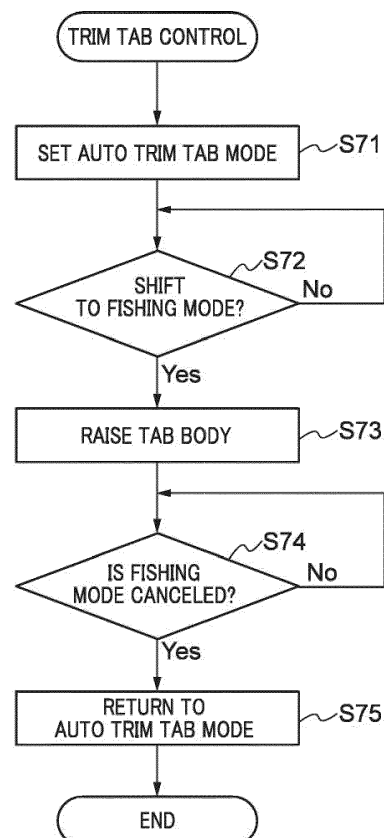 TRIM TAB CONTROL
SET AUTO TRIM TAB MODE
S71
S72
SHIFT
TO FISHING MODE?
No
Yes
RAISE TAB BODY
S73
S74
IS FISHING
MODE CANCELED?
No
Yes
RETURN TO
AUTO TRIM TAB MODE
S75
END